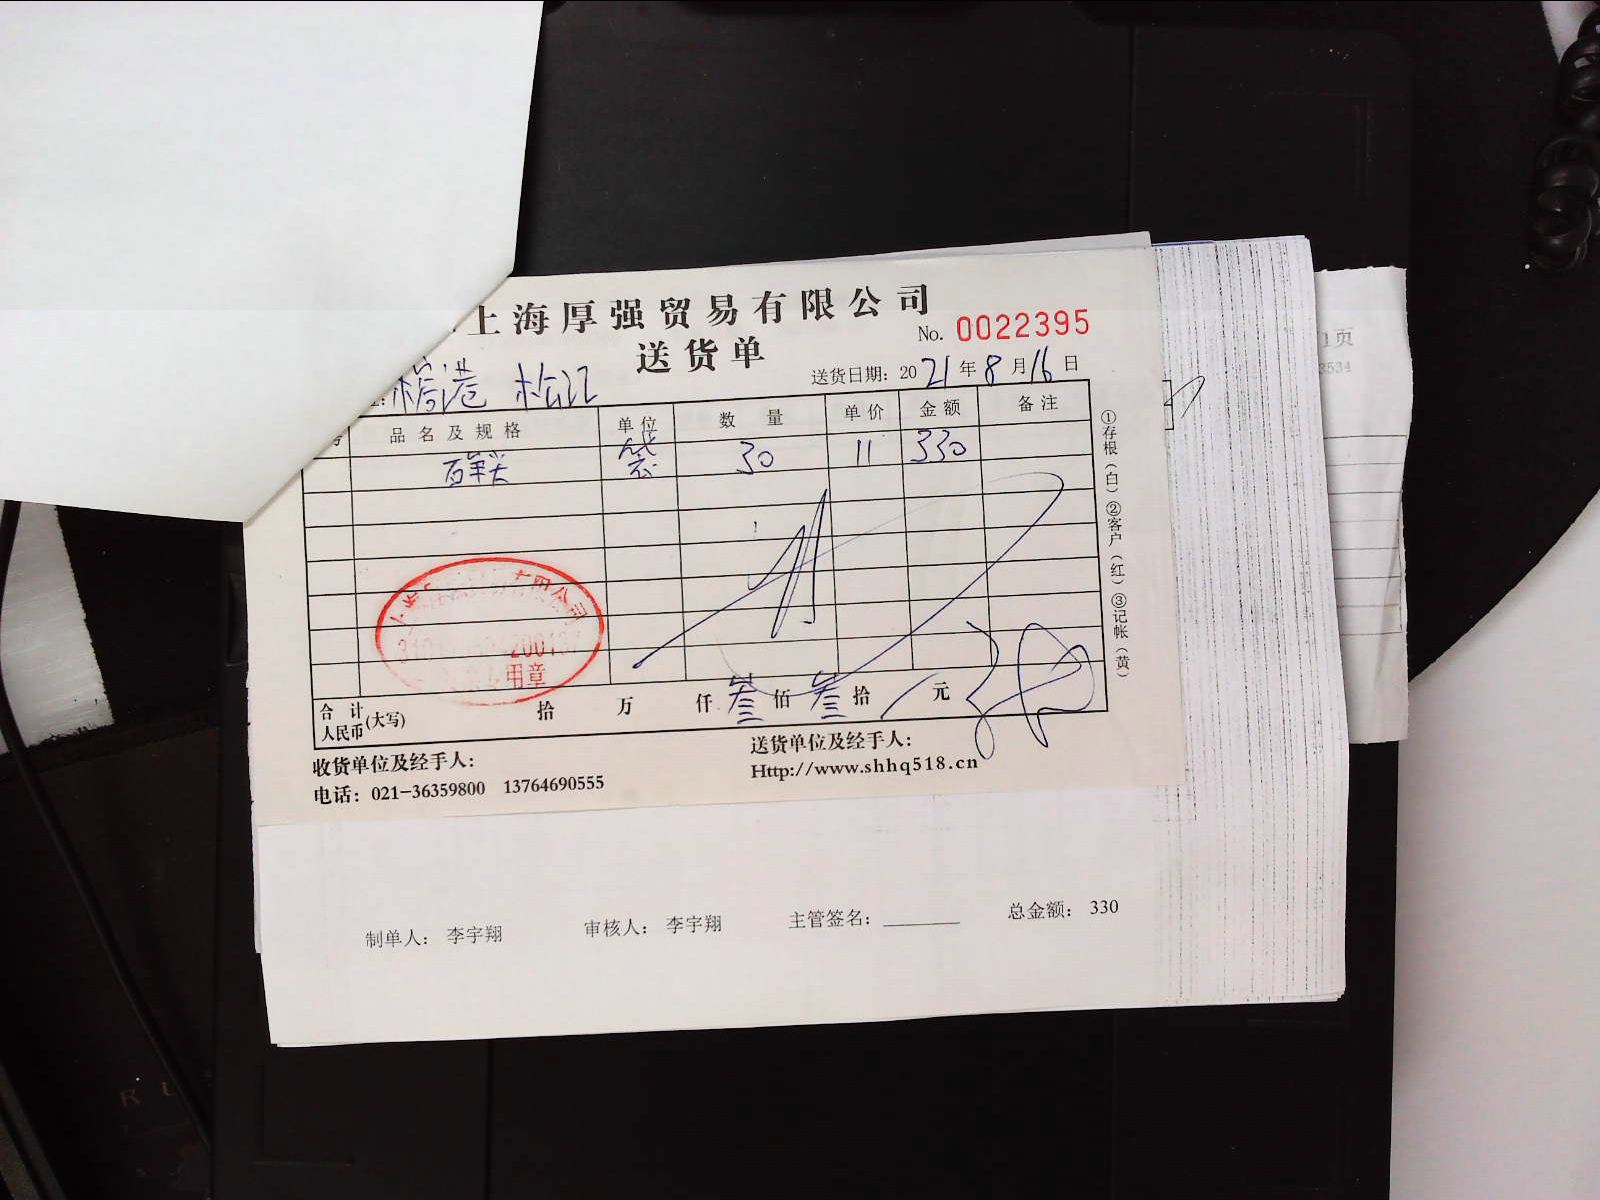 上海厚强贸易有限公司
送货单
No. 0022395
送货日期：2021年8月16日
品名及规格 单位 数量 单价 金额 备注
袋 30 11 330
①存根（白）②客户（红）③记帐（黄）
合计人民币(大写) 拾 万 仟 叁佰 叁拾 元
用章
收货单位及经手人：
送货单位及经手人：
电话：021-36359800 13764690555
Http://www.shhq518.cn
制单人： 李宇翔 审核人： 李宇翔 主管签名： 总金额： 330
1页
3534